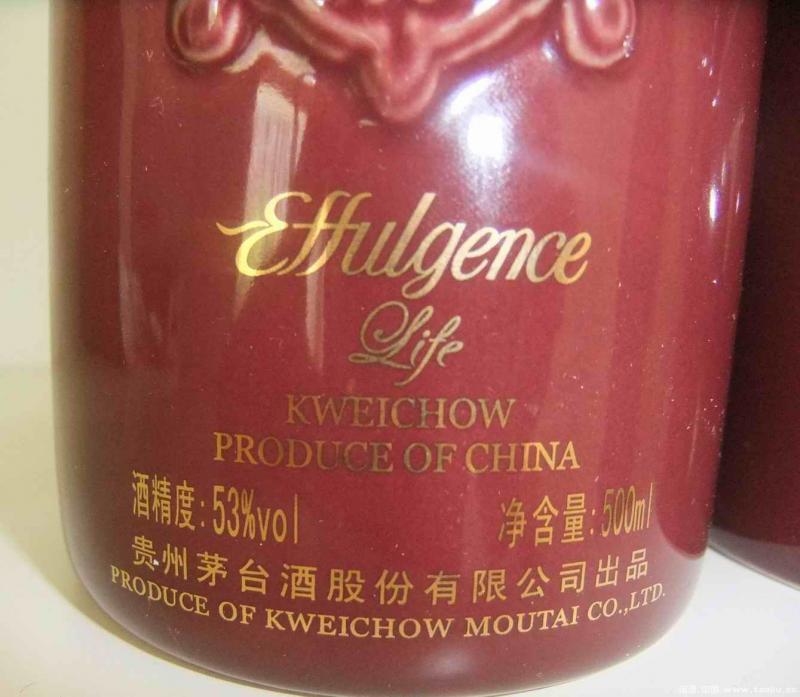 Effulgence
Life
KWEICHOW
PRODUCE OF CHINA
酒精度:53%vol 净含量:500ml
贵州茅台酒股份有限公司出品
PRODUCE OF KWEICHOW MOUTAI CO.,LTD.